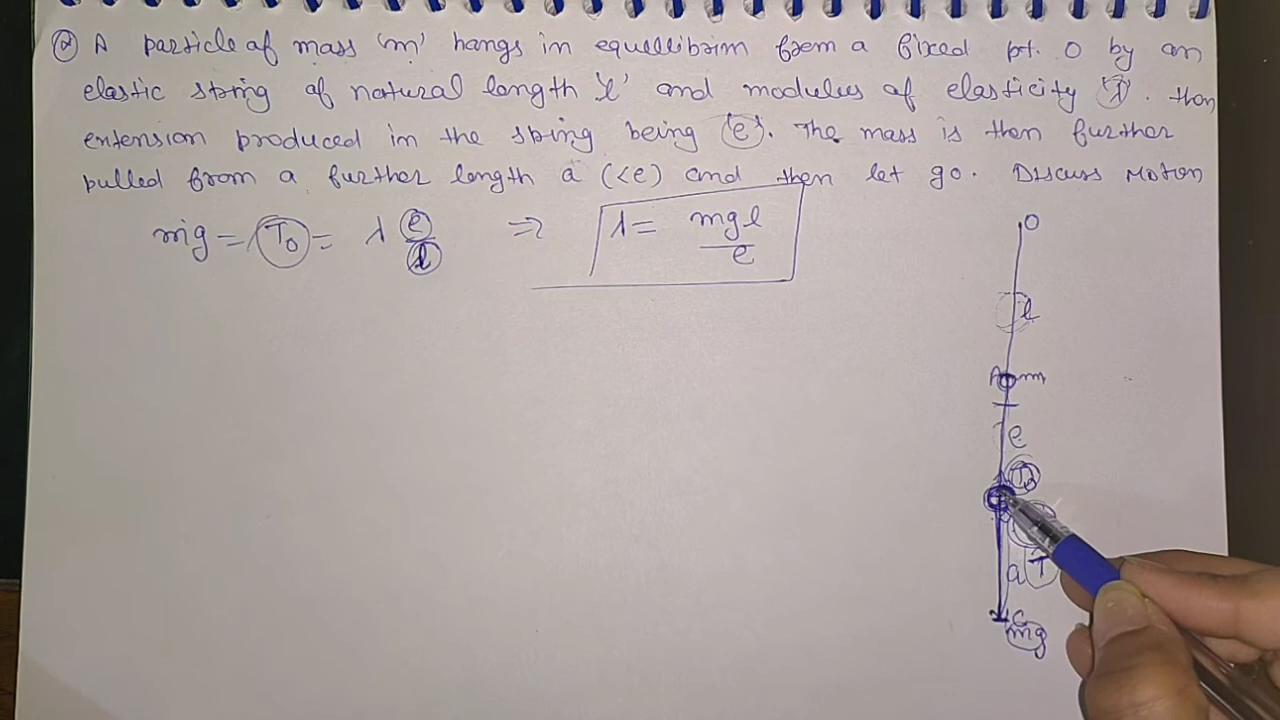 Q A particle of mass 'm' hangs in equillibrim from a fixed pt. O by an
elastic string of natural length 'l' and modulus of elasticity 'λ'. then
extension produced in the string being 'e'. The mass is then further
pulled from a further length a (<e) and then let go. Discuss Motion
mg = T₀ = λ e/l ⇒ λ = mgl/e
O
l
A m
e
a T
C
mg